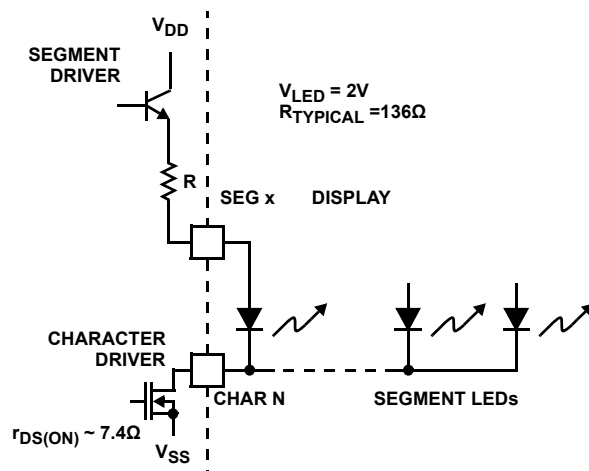 VDD
SEGMENT
DRIVER
VLED = 2V
RTYPICAL =136Ω
R
SEG x DISPLAY
CHARACTER
DRIVER
CHAR N SEGMENT LEDs
rDS(ON) ~ 7.4Ω
VSS